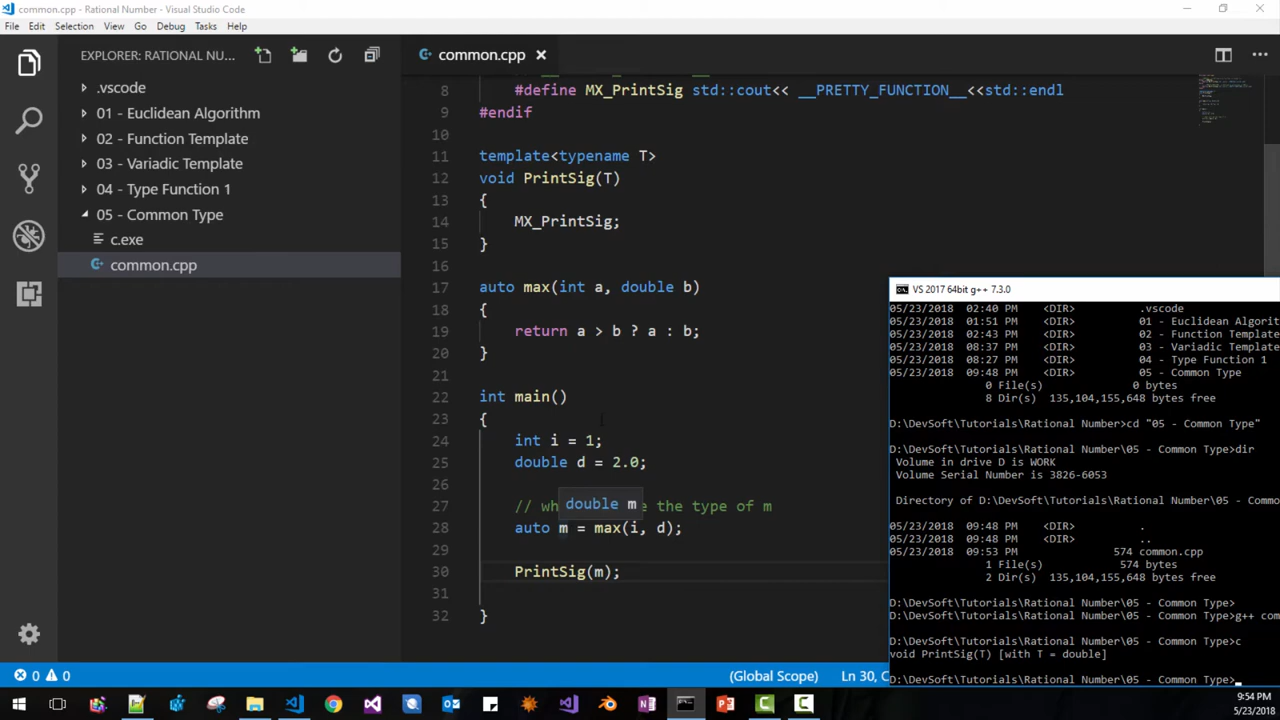 common.cpp - Rational Number - Visual Studio Code
File Edit Selection View Go Debug Tasks Help
EXPLORER: RATIONAL NU...
.vscode
01 - Euclidean Algorithm
02 - Function Template
03 - Variadic Template
04 - Type Function 1
05 - Common Type
c.exe
common.cpp
common.cpp
8 #define MX_PrintSig std::cout<< __PRETTY_FUNCTION__<<std::endl
9 #endif
10
11 template<typename T>
12 void PrintSig(T)
13 {
14 MX_PrintSig;
15 }
16
17 auto max(int a, double b)
18 {
19 return a > b ? a : b;
20 }
21
22 int main()
23 {
24 int i = 1;
25 double d = 2.0;
26
double m
27 // wh e the type of m
28 auto m = max(i, d);
29
30 PrintSig(m);
31
32 }
VS 2017 64bit g++ 7.3.0
05/23/2018 02:40 PM <DIR> .vscode
05/23/2018 01:51 PM <DIR> 01 - Euclidean Algorit
05/23/2018 02:43 PM <DIR> 02 - Function Template
05/23/2018 08:37 PM <DIR> 03 - Variadic Template
05/23/2018 08:27 PM <DIR> 04 - Type Function 1
05/23/2018 09:48 PM <DIR> 05 - Common Type
0 File(s) 0 bytes
8 Dir(s) 135,104,155,648 bytes free
D:\DevSoft\Tutorials\Rational Number>cd "05 - Common Type"
D:\DevSoft\Tutorials\Rational Number\05 - Common Type>dir
Volume in drive D is WORK
Volume Serial Number is 3826-6053
Directory of D:\DevSoft\Tutorials\Rational Number\05 - Commo
05/23/2018 09:48 PM <DIR> .
05/23/2018 09:48 PM <DIR> ..
05/23/2018 09:53 PM 574 common.cpp
1 File(s) 574 bytes
2 Dir(s) 135,104,155,648 bytes free
D:\DevSoft\Tutorials\Rational Number\05 - Common Type>
D:\DevSoft\Tutorials\Rational Number\05 - Common Type>g++ com
D:\DevSoft\Tutorials\Rational Number\05 - Common Type>c
void PrintSig(T) [with T = double]
D:\DevSoft\Tutorials\Rational Number\05 - Common Type>
0 0 (Global Scope) Ln 30, C
9:54 PM
5/23/2018